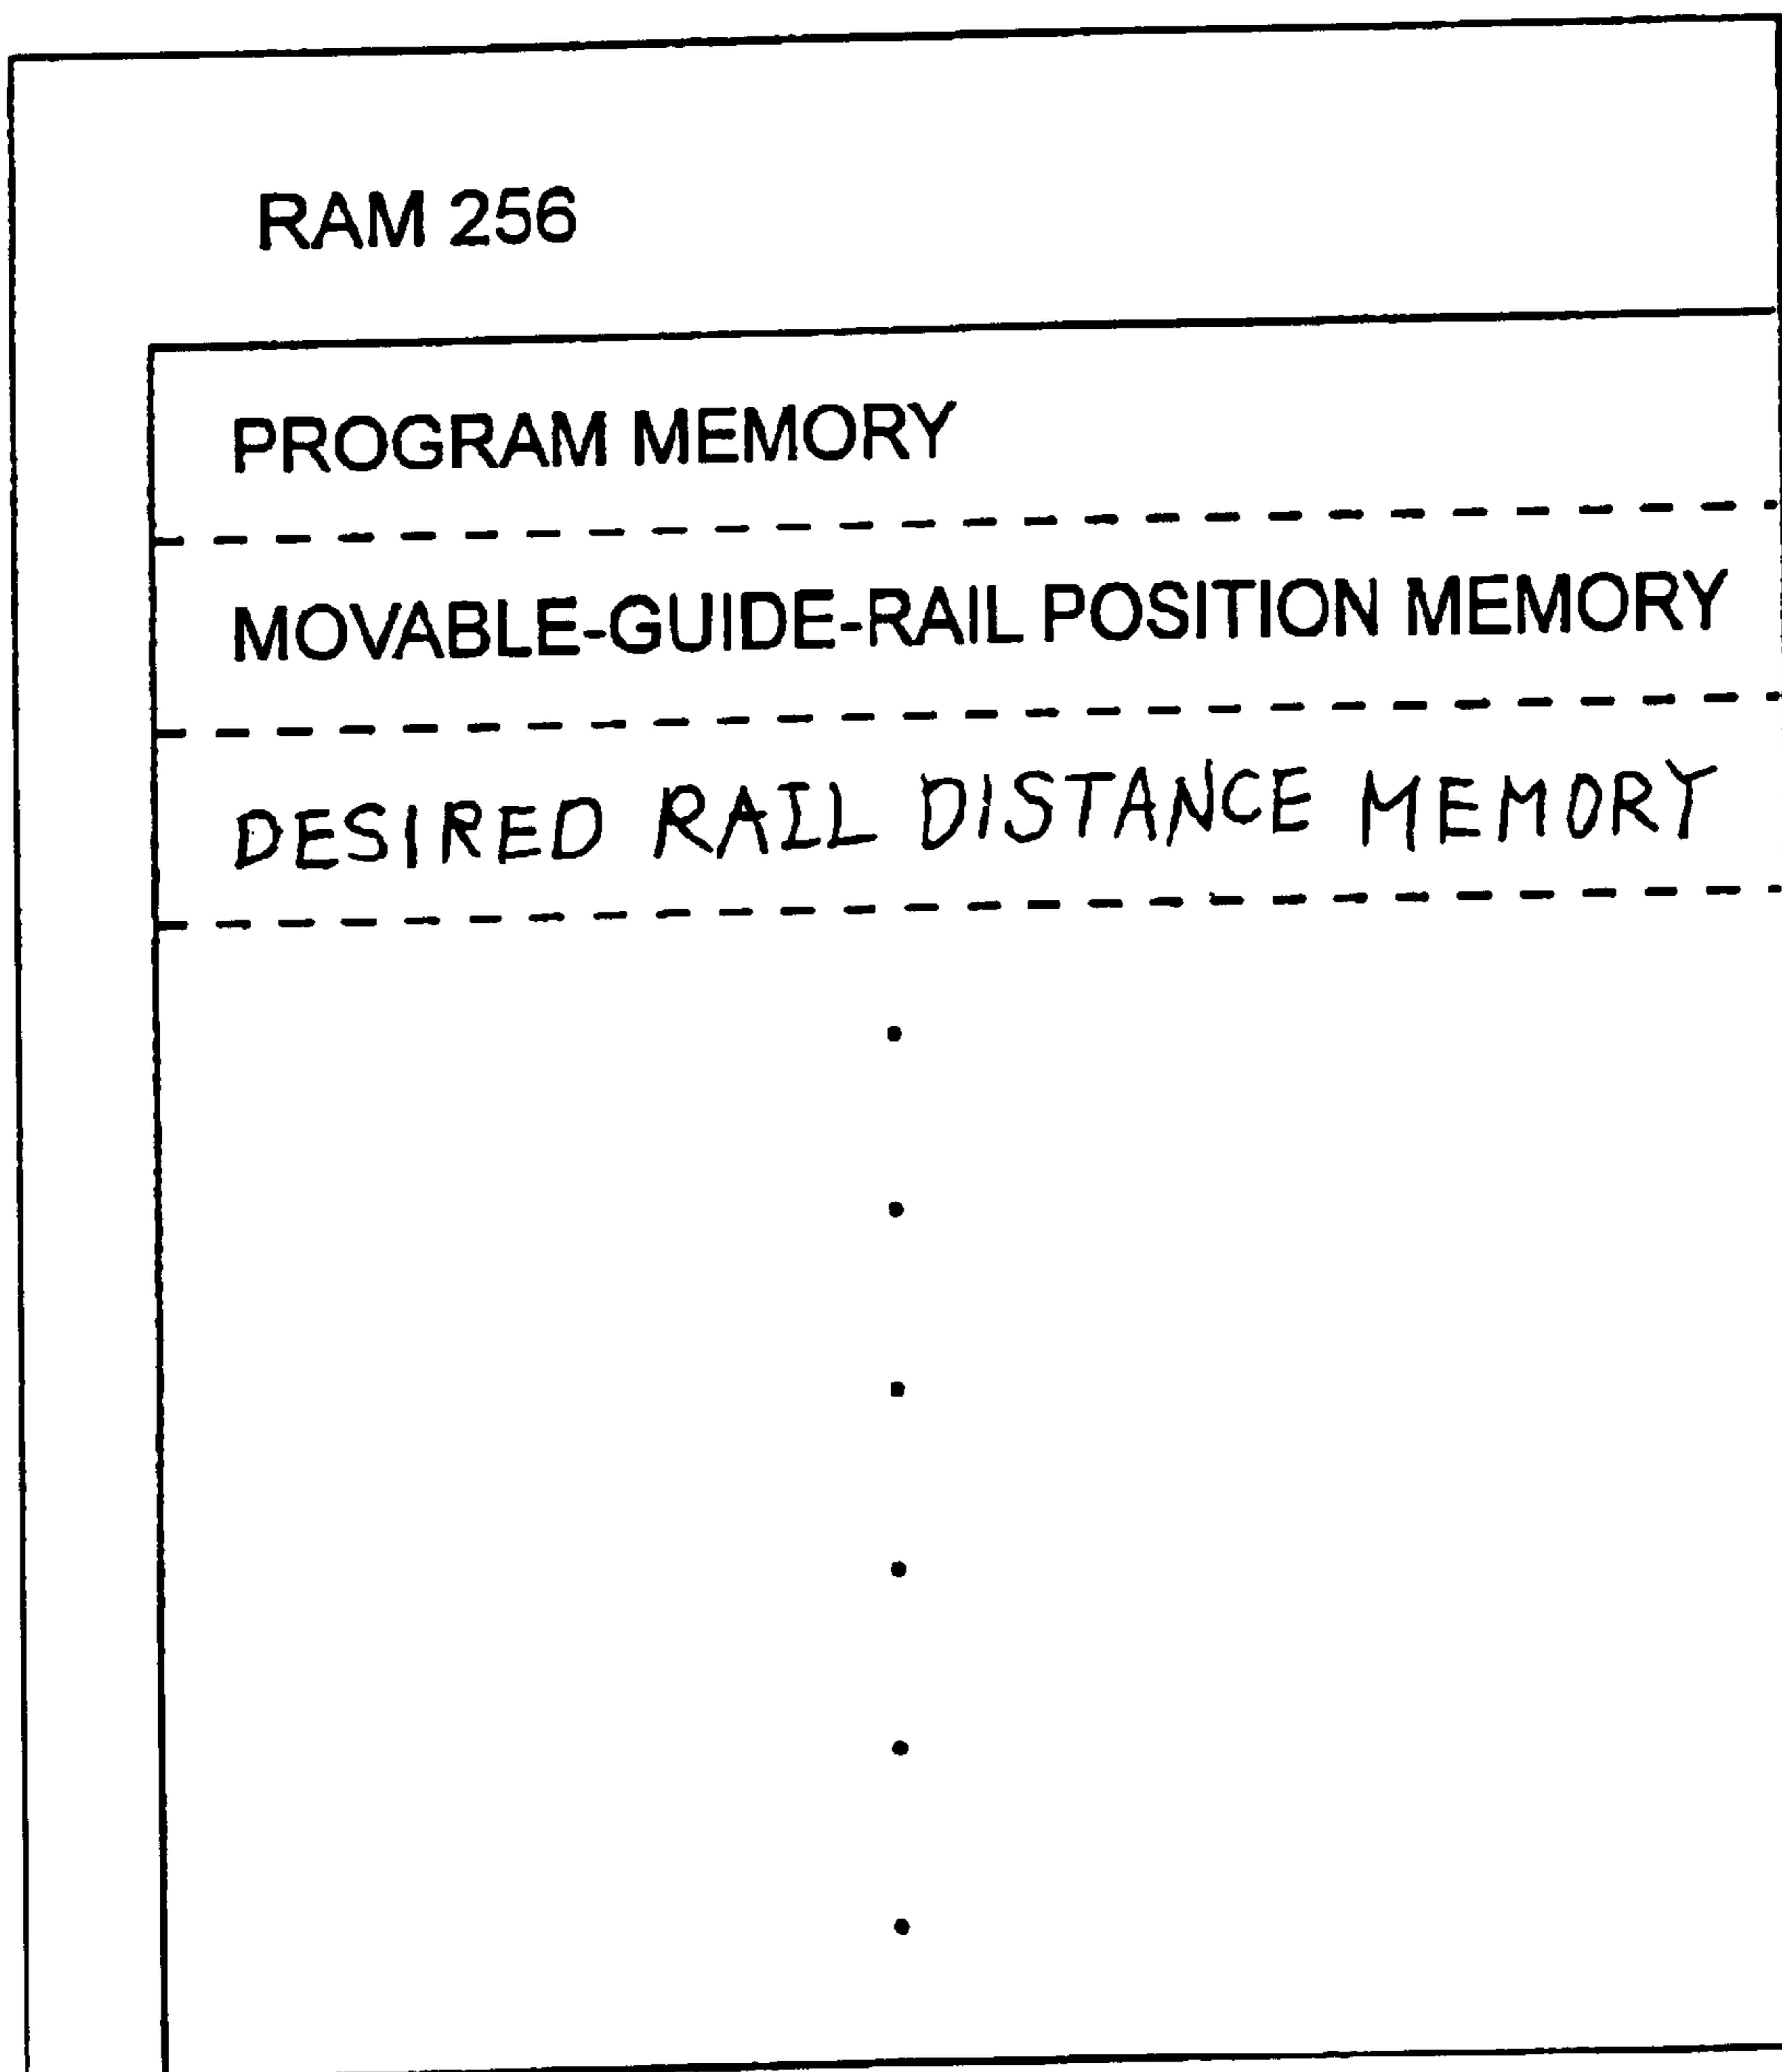 RAM 256
PROGRAM MEMORY
MOVABLE-GUIDE-RAIL POSITION MEMORY
DESIRED RAIL DISTANCE MEMORY